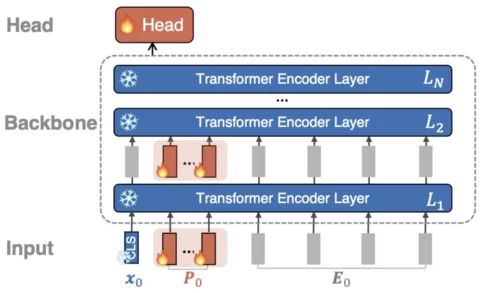 Head
Head
Transformer Encoder Layer L_N
...
Backbone
Transformer Encoder Layer L_2
...
Transformer Encoder Layer L_1
Input
CLS
...
x_0
P_0
E_0